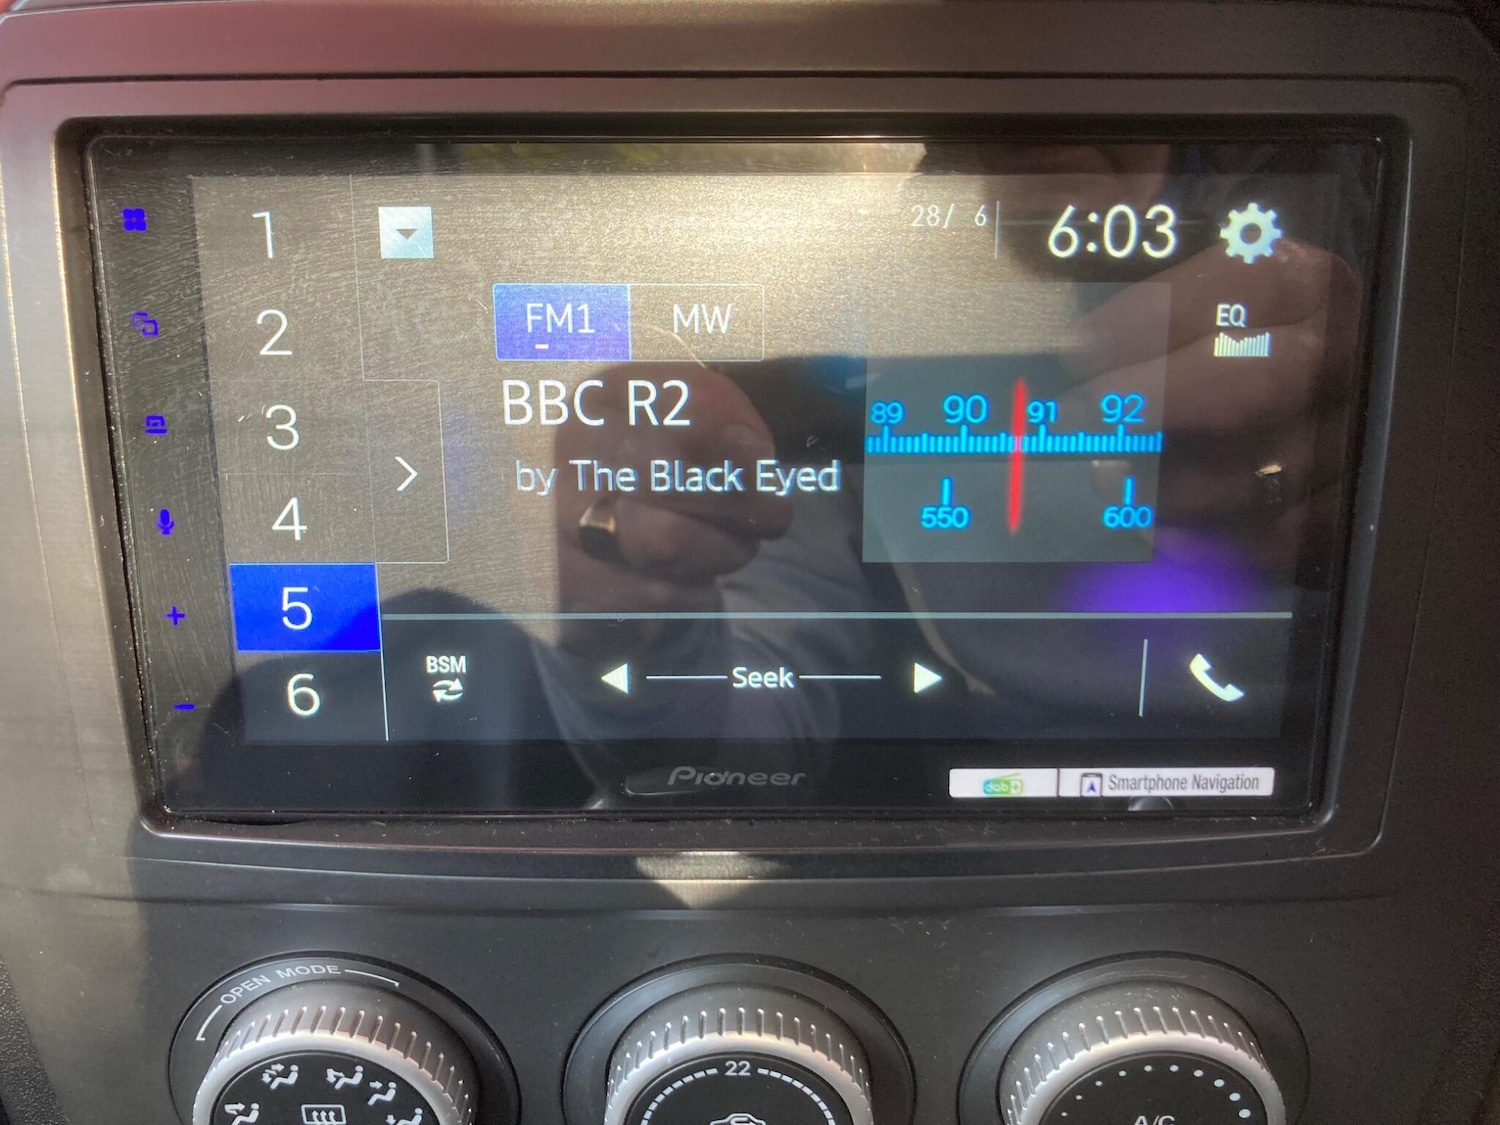 1
28/ 6
6:03
2
FM1
MW
EQ
3
BBC R2
89 90 91 92
by The Black Eyed
4
550 600
5
6
BSM
Seek
Pioneer
dab+
Smartphone Navigation
OPEN MODE
22
A/C